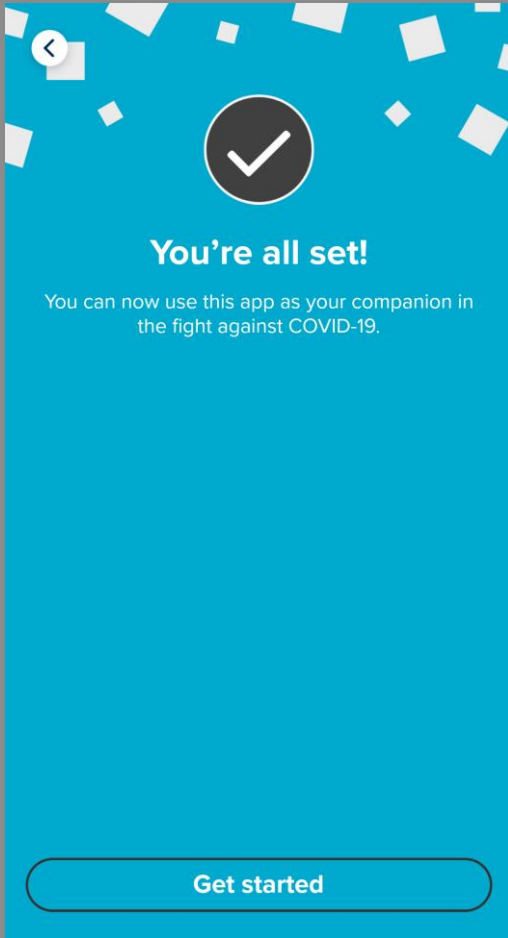 You’re all set!
You can now use this app as your companion in
the fight against COVID-19.
Get started